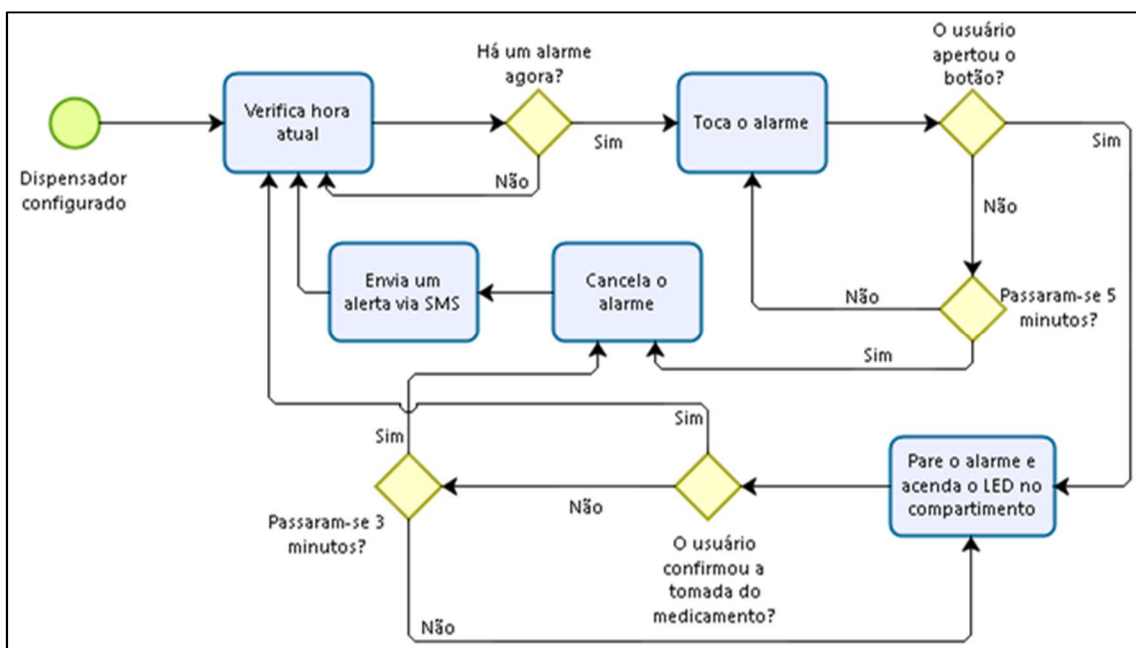 O usuário
apertou o
botão?
Há um alarme
agora?
Verifica hora
atual
Toca o alarme
Sim
Sim
Dispensador
configurado
Não
Não
Envia um
alerta via SMS
Cancela o
alarme
Não
Passaram-se 5
minutos?
Sim
Sim
Sim
Pare o alarme e
acenda o LED no
compartimento
Não
Passaram-se 3
minutos?
O usuário
confirmou a
tomada do
medicamento?
Não